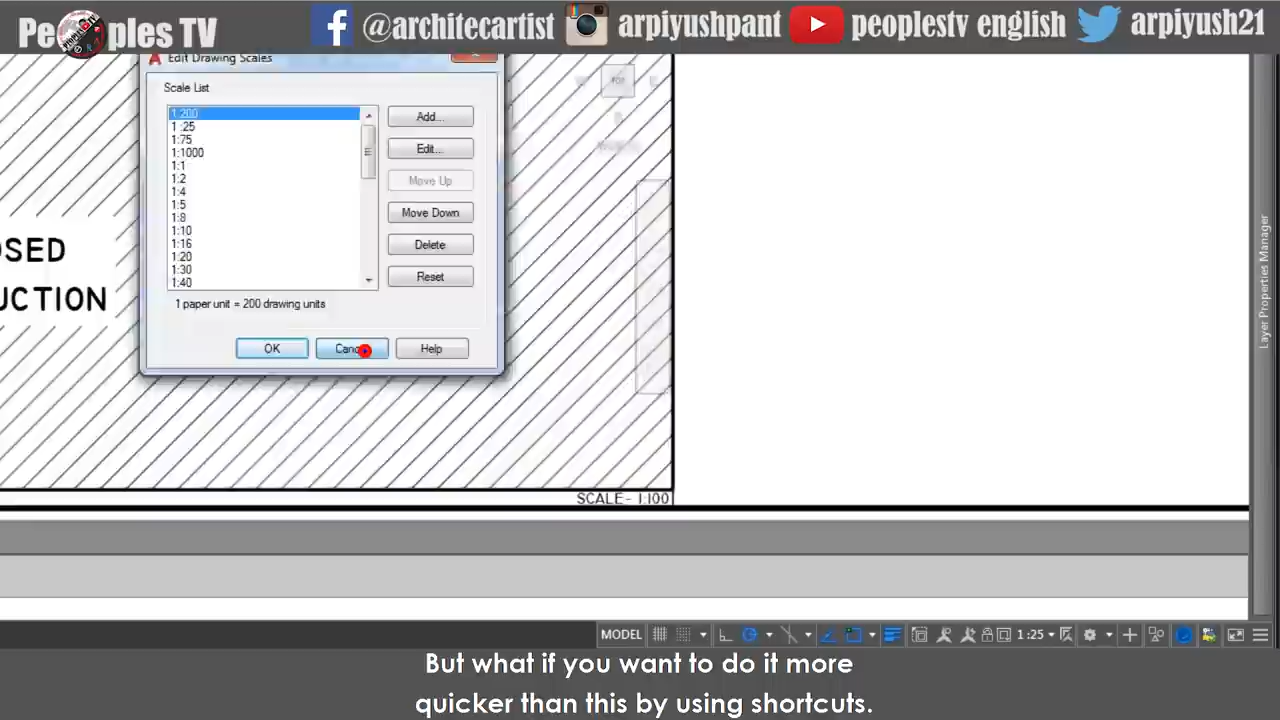 Pe ples TV
@architecartist
arpiyushpant
peoplestv english
arpiyush21
Edit Drawing Scales
Scale List
1:200
1 :25
1:75
1:1000
1:1
1:2
1:4
1:5
1:8
1:10
1:16
1:20
1:30
1:40
Add...
Edit...
Move Up
Move Down
Delete
Reset
1 paper unit = 200 drawing units
OK
Canc
Help
TOP
OSED
UCTION
SCALE- 1:100
Layer Properties Manager
MODEL
1:25
But what if you want to do it more
quicker than this by using shortcuts.